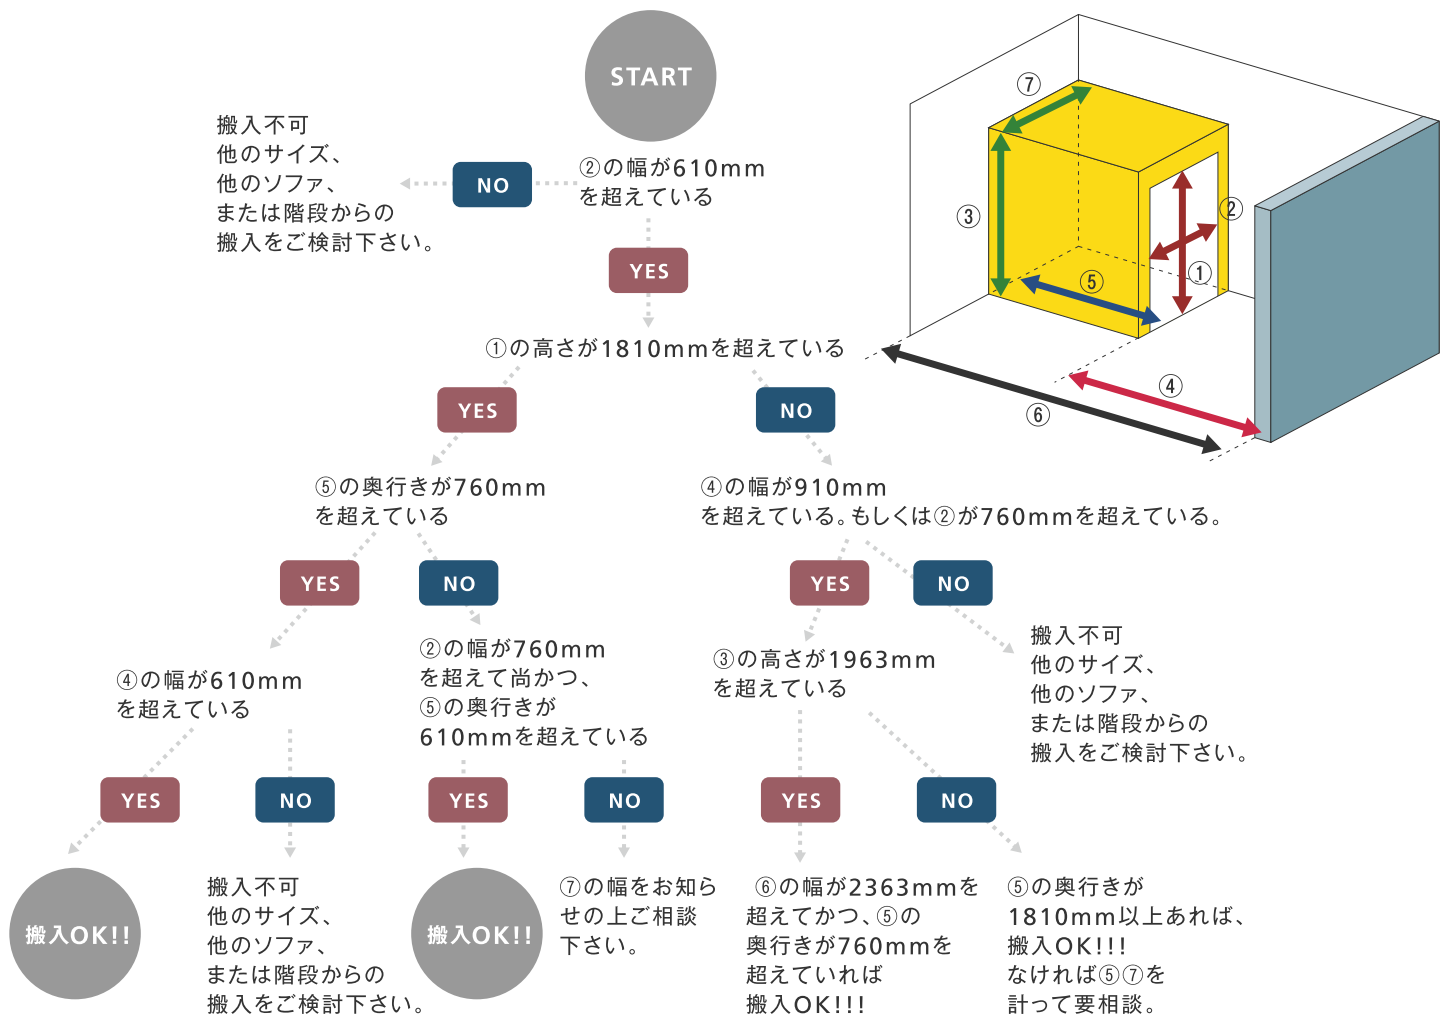 START
搬入不可
他のサイズ、
他のソファ、
または階段からの
搬入をご検討下さい。
NO
②の幅が610mm
を超えている
YES
①の高さが1810mmを超えている
YES
NO
⑤の奥行きが760mm
を超えている
④の幅が910mm
を超えている。もしくは②が760mmを超えている。
YES
NO
YES
NO
④の幅が610mm
を超えている
②の幅が760mm
を超えて尚かつ、
⑤の奥行きが
610mmを超えている
③の高さが1963mm
を超えている
搬入不可
他のサイズ、
他のソファ、
または階段からの
搬入をご検討下さい。
YES
NO
YES
NO
YES
NO
搬入OK!!
搬入不可
他のサイズ、
他のソファ、
または階段からの
搬入をご検討下さい。
搬入OK!!
⑦の幅をお知ら
せの上ご相談
下さい。
⑥の幅が2363mmを
超えてかつ、⑤の
奥行きが760mmを
超えていれば
搬入OK!!!
⑤の奥行きが
1810mm以上あれば、
搬入OK!!!
なければ⑤⑦を
計って要相談。
⑦
③
②
①
⑤
④
⑥